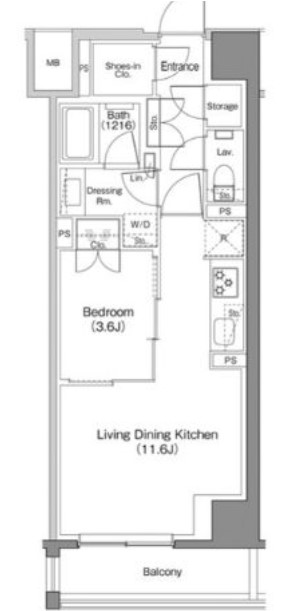 MB
PS
Shoes-in
Clo.
Entrance
Storage
Bath
(1216)
Sto.
Lav.
Lin.
Sto.
Dressing
Rm.
W/D
PS
PS
Clo.
Sto.
R
Bedroom
(3.6J)
Sto.
PS
Living Dining Kitchen
(11.6J)
Balcony